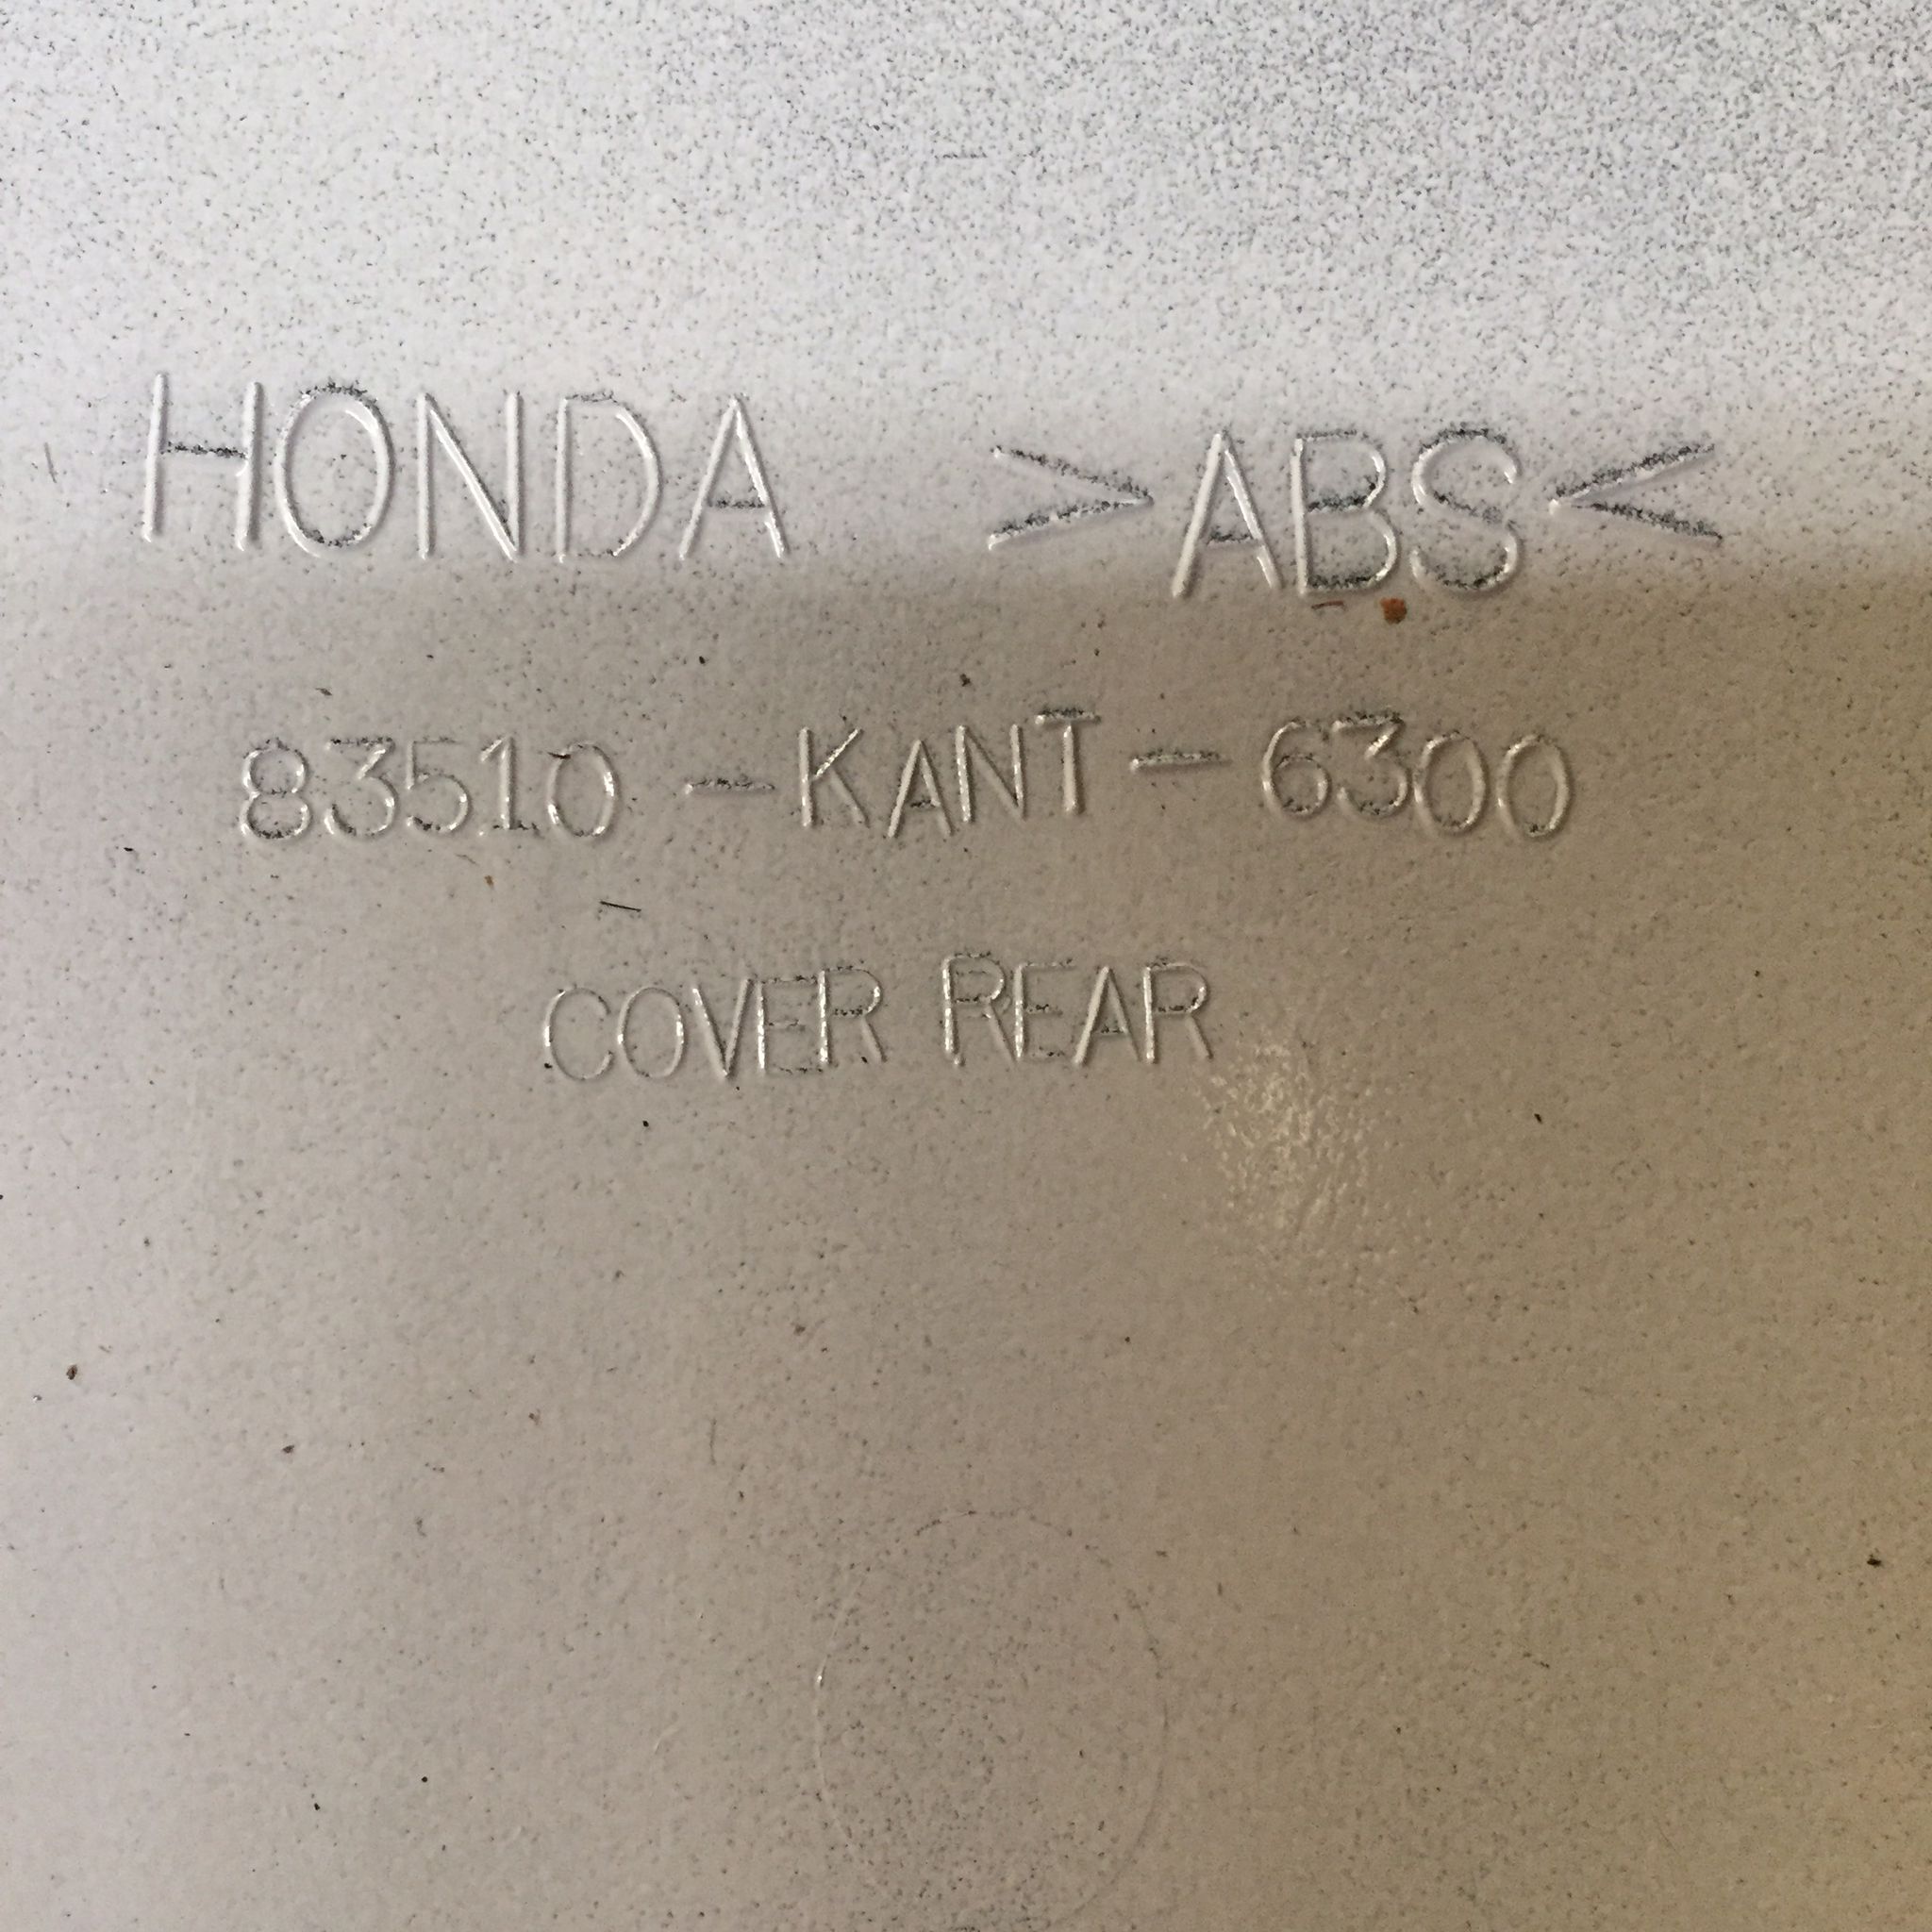 HONDA >ABS<
83510-KANT-6300
COVER REAR